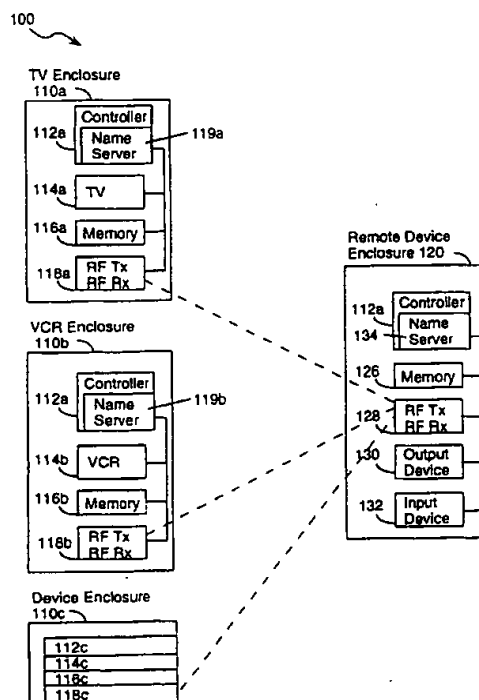 100
TV Enclosure
110a
Controller
112a
Name
Server
119a
114a
TV
116a
Memory
118a
RF Tx
RF Rx
VCR Enclosure
110b
Controller
112a
Name
Server
119b
114b
VCR
116b
Memory
118b
RF Tx
RF Rx
Device Enclosure
110c
112c
114c
116c
118c
Remote Device
Enclosure 120
Controller
112a
Name
134
Server
126
Memory
128
RF Tx
RF Rx
130
Output
Device
132
Input
Device